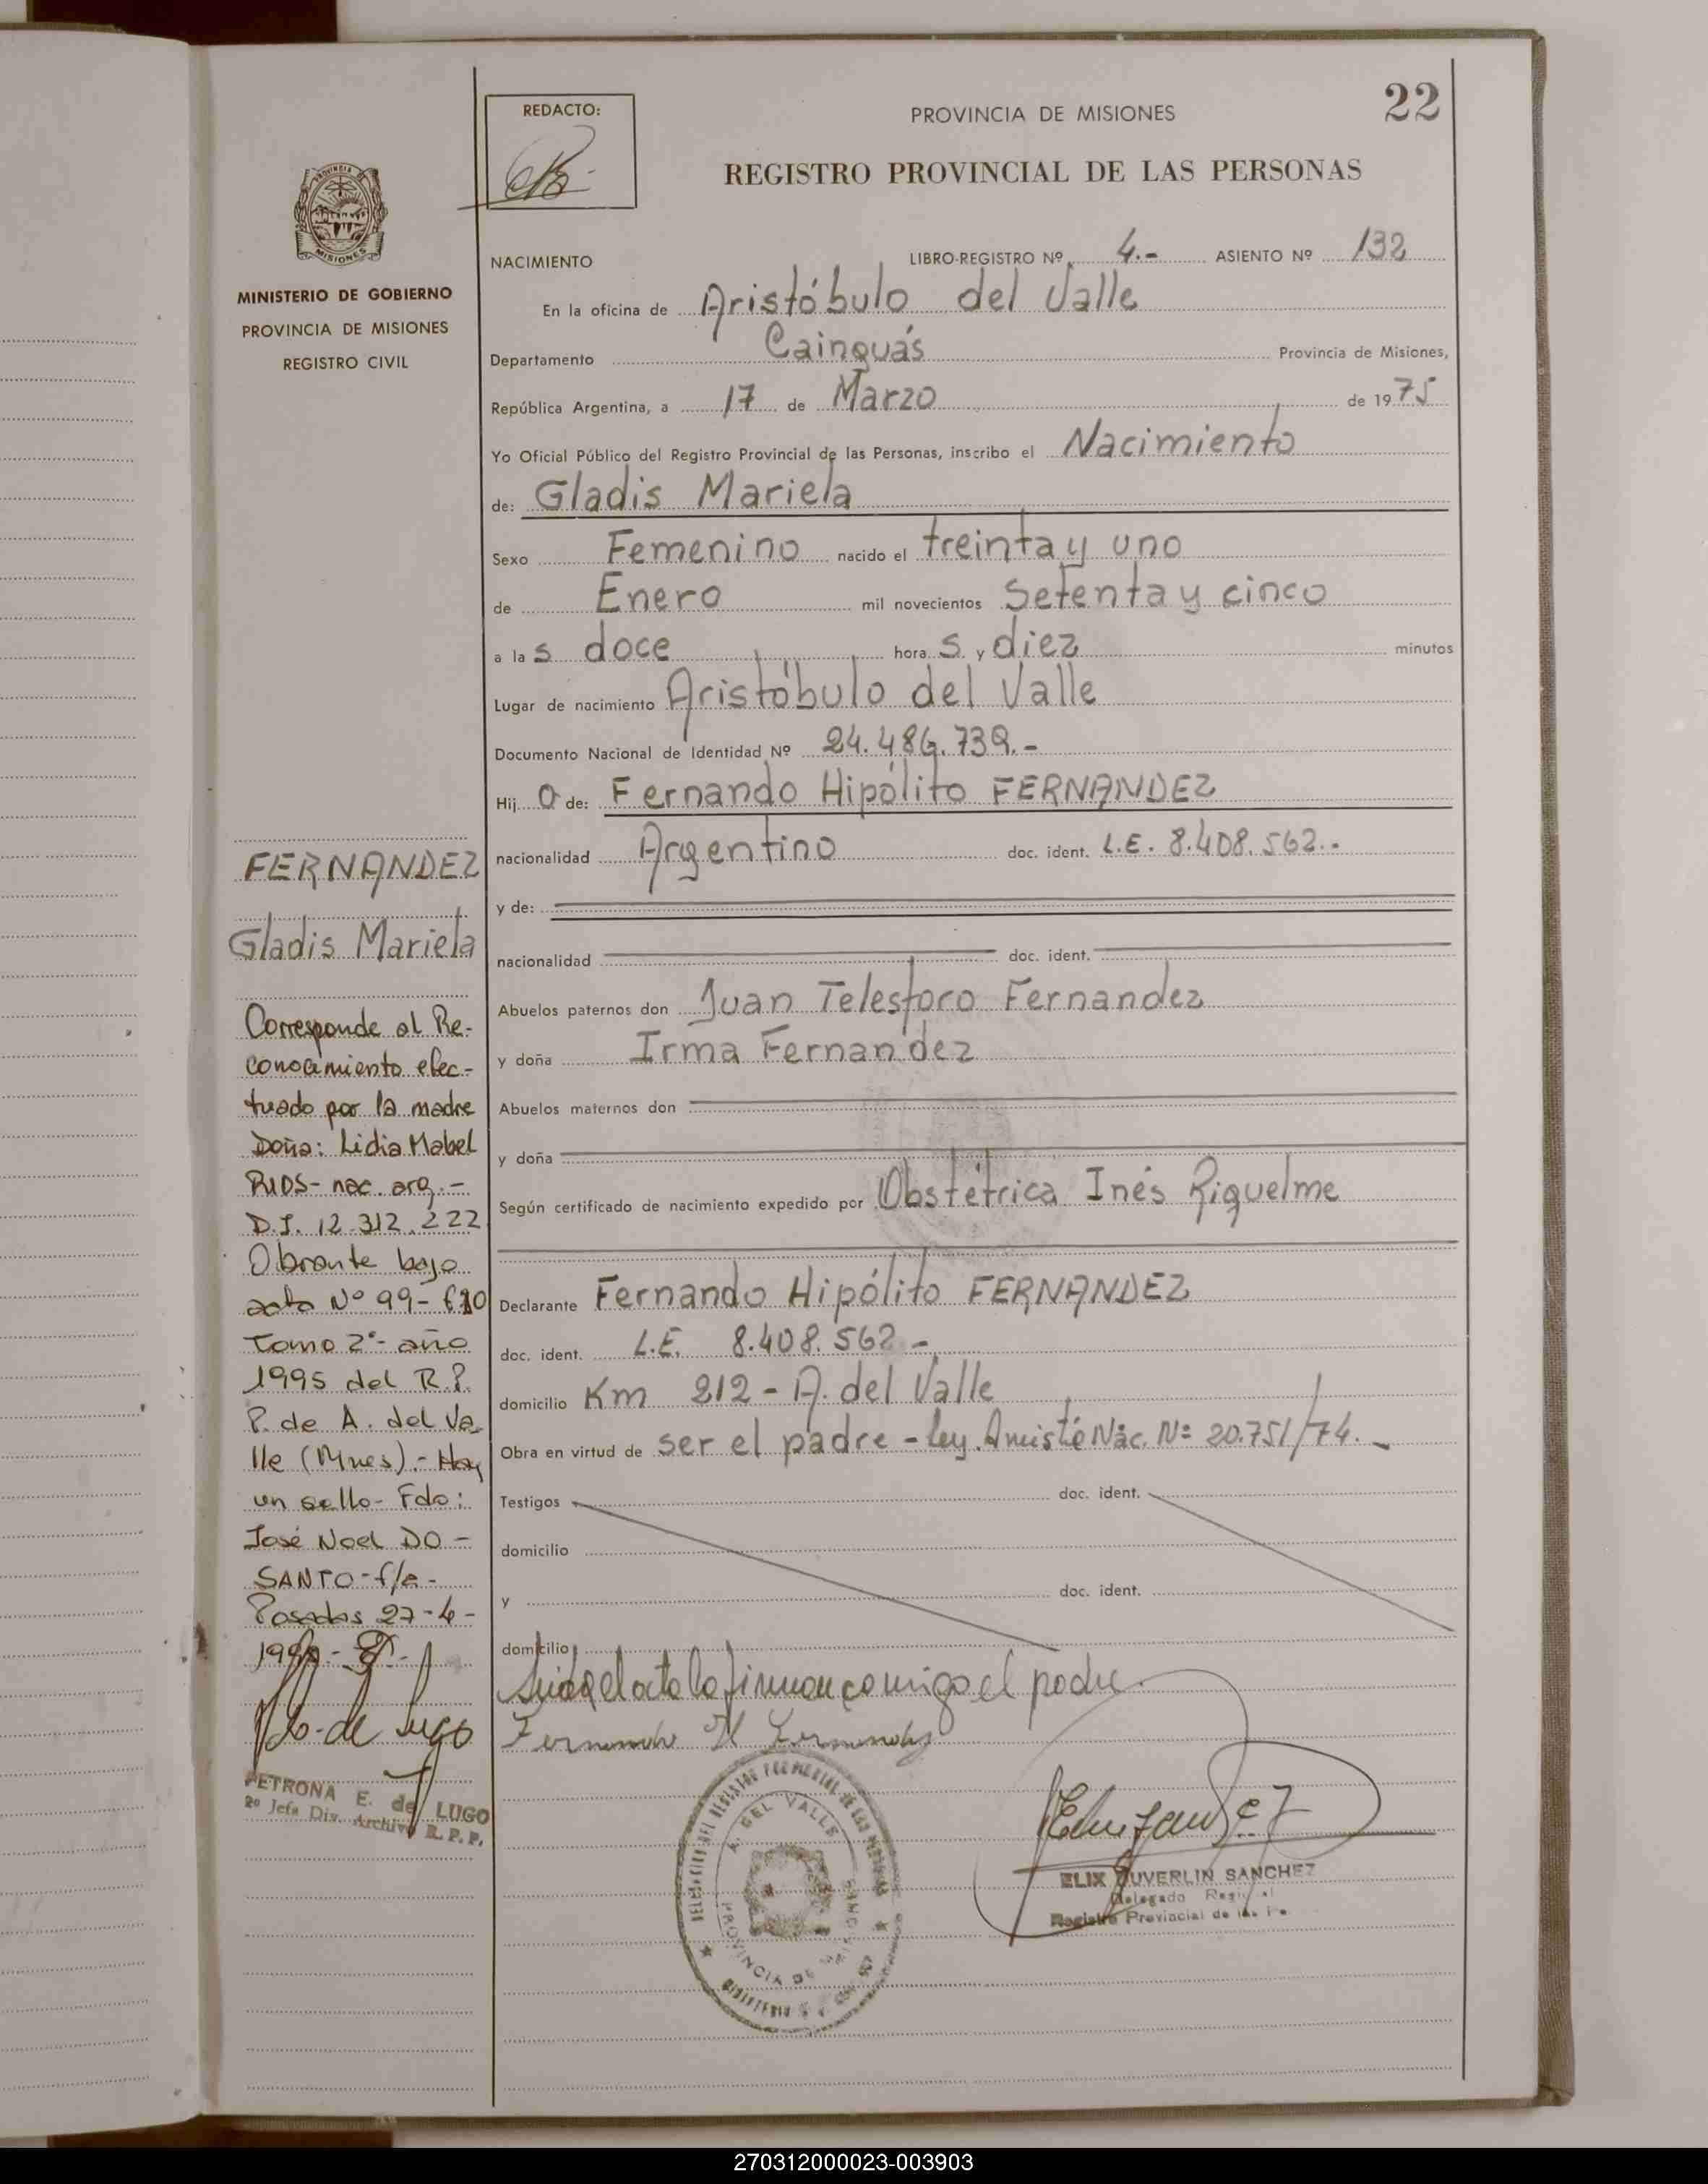 22
REDACTO:
PROVINCIA DE MISIONES
REGISTRO PROVINCIAL DE LAS PERSONAS
MISIONES
MINISTERIO DE GOBIERNO
PROVINCIA DE MISIONES
REGISTRO CIVIL
NACIMIENTO LIBRO-REGISTRO Nº 4.- ASIENTO Nº 132
En la oficina de Aristóbulo del Valle
Departamento Cainguás Provincia de Misiones,
República Argentina, a 17 de Marzo de 1975
Yo Oficial Público del Registro Provincial de las Personas, inscribo el Nacimiento
de: Gladis Mariela
Sexo Femenino nacido el treinta y uno
de Enero mil novecientos Setenta y cinco
a las doce horas y diez minutos
Lugar de nacimiento Aristóbulo del Valle
Documento Nacional de Identidad Nº 24.486.739.-
Hija de: Fernando Hipólito FERNANDEZ
nacionalidad Argentino doc. ident. L.E. 8.408.562.-
y de:
nacionalidad doc. ident.
Abuelos paternos don Juan Telesforo Fernandez
y doña Irma Fernandez
Abuelos maternos don
y doña
Según certificado de nacimiento expedido por Obstétrica Inés Riquelme
Declarante Fernando Hipólito FERNANDEZ
doc. ident. L.E. 8.408.562-
domicilio Km 212 - A. del Valle
Obra en virtud de ser el padre - ley. Nác. Nº 20.751/74.-
Testigos doc. ident.
domicilio
y doc. ident.
domicilio
el acta la firman conmigo el padre.
Fernando H Fernandez
DEL VALLE
PROVINCIA DE
ELIX DUVERLIN SANCHEZ
Delegado
Registro Provincial de las
FERNANDEZ
Gladis Mariela
Corresponde al Re-
conocimiento efec-
tuado por la madre
Doña: Lidia Mabel
RIOS- nac. arg.-
D.I. 12.312.222
Obrante bajo
acta Nº 99-
Tomo 2º- año
1995 del R.P.
P. de A. del Va
lle (Mnes).- Hay
un sello- Fdo:
José Noel DO-
SANTO- f/a-
Posadas 27-4-
de Lugo
PETRONA E. de LUGO
2º Jefa Div. Archivo R.P.P.
270312000023-003903